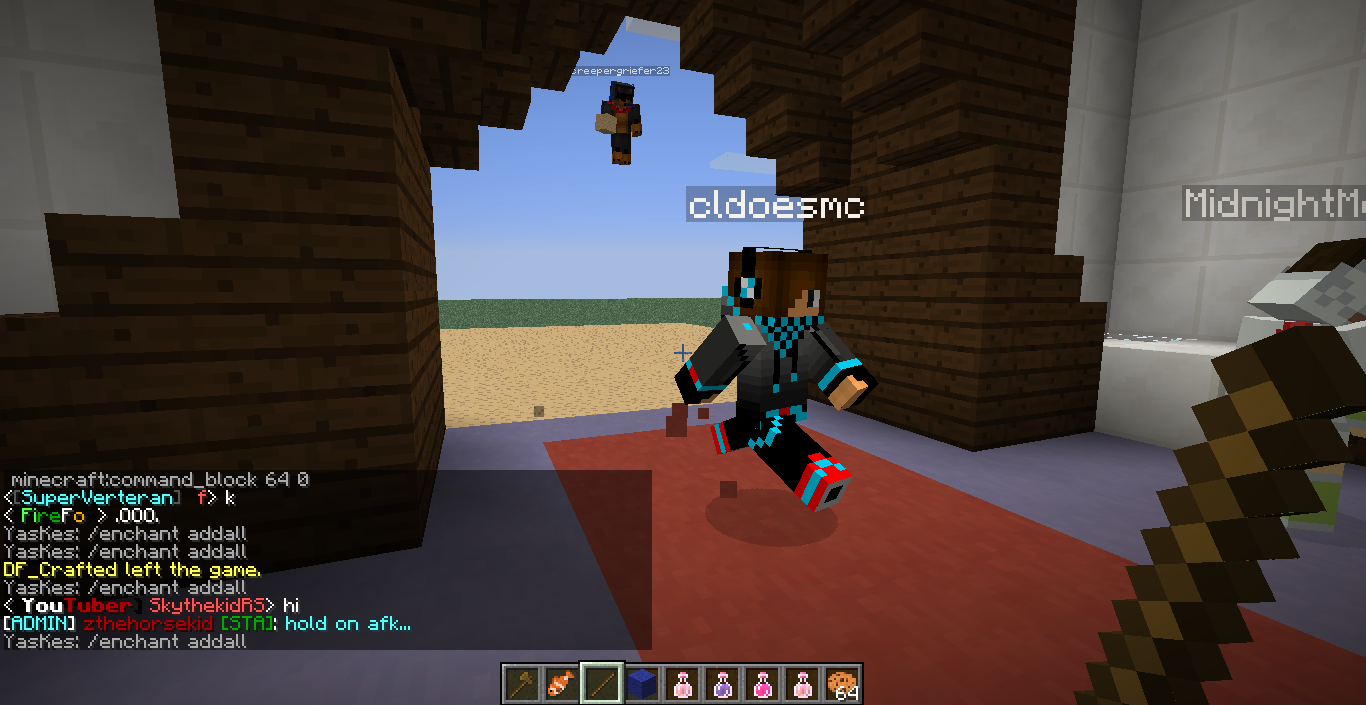 creepergriefer23
cldoesmc
MidnightM
minecraft:command_block 64 0
<[SuperVerteran] f> k
< FireFo > .000.
YasKes: /enchant addall
YasKes: /enchant addall
DF_Crafted left the game.
YasKes: /enchant addall
< YouTuber] SkythekidRS> hi
[ADMIN] zthehorsekid [STA]: hold on afk...
YasKes: /enchant addall
64